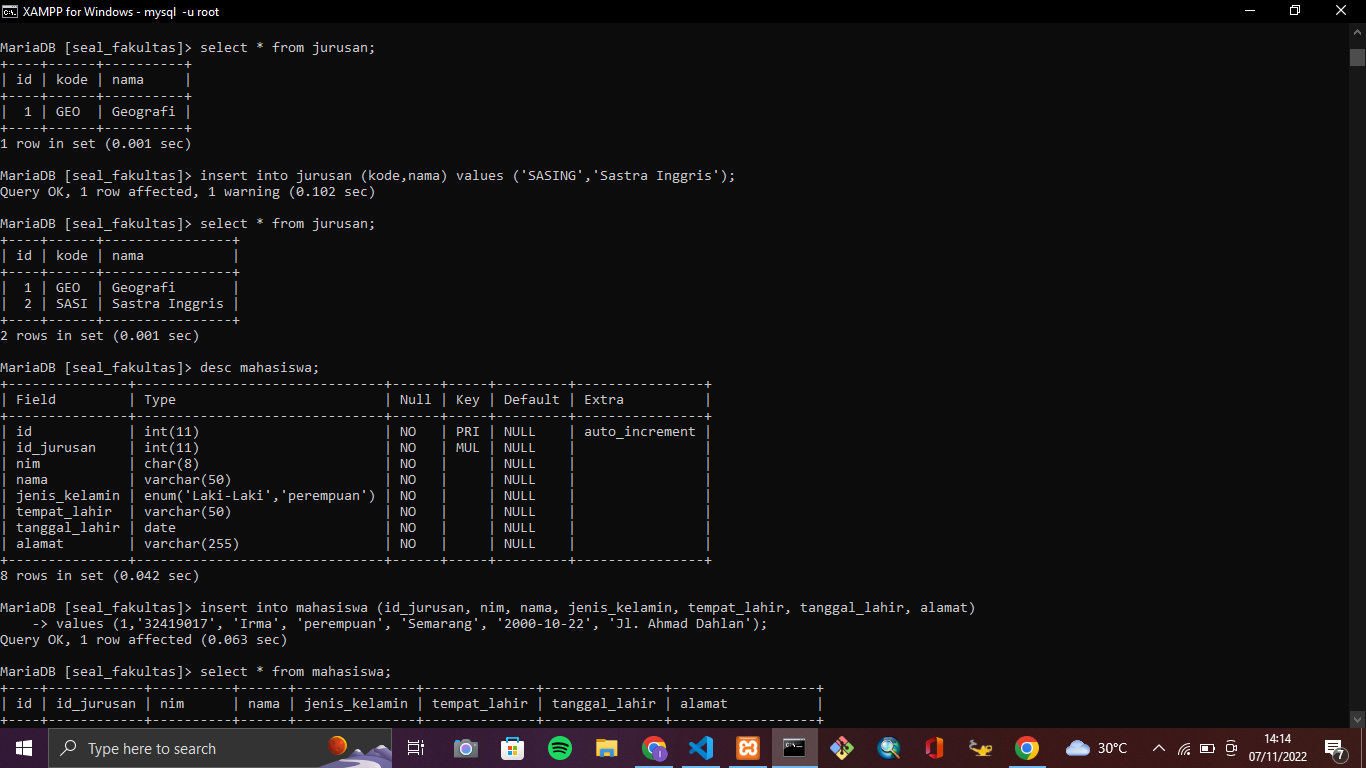 XAMPP for Windows - mysql  -u root
MariaDB [seal_fakultas]> select * from jurusan;
+----+------+----------+
| id | kode | nama     |
+----+------+----------+
|  1 | GEO  | Geografi |
+----+------+----------+
1 row in set (0.001 sec)
MariaDB [seal_fakultas]> insert into jurusan (kode,nama) values ('SASING','Sastra Inggris');
Query OK, 1 row affected, 1 warning (0.102 sec)
MariaDB [seal_fakultas]> select * from jurusan;
+----+------+----------------+
| id | kode | nama           |
+----+------+----------------+
|  1 | GEO  | Geografi       |
|  2 | SASI | Sastra Inggris |
+----+------+----------------+
2 rows in set (0.001 sec)
MariaDB [seal_fakultas]> desc mahasiswa;
+---------------+-------------------------------+------+-----+---------+----------------+
| Field         | Type                          | Null | Key | Default | Extra          |
+---------------+-------------------------------+------+-----+---------+----------------+
| id            | int(11)                       | NO   | PRI | NULL    | auto_increment |
| id_jurusan    | int(11)                       | NO   | MUL | NULL    |                |
| nim           | char(8)                       | NO   |     | NULL    |                |
| nama          | varchar(50)                   | NO   |     | NULL    |                |
| jenis_kelamin | enum('Laki-Laki','perempuan') | NO   |     | NULL    |                |
| tempat_lahir  | varchar(50)                   | NO   |     | NULL    |                |
| tanggal_lahir | date                          | NO   |     | NULL    |                |
| alamat        | varchar(255)                  | NO   |     | NULL    |                |
+---------------+-------------------------------+------+-----+---------+----------------+
8 rows in set (0.042 sec)
MariaDB [seal_fakultas]> insert into mahasiswa (id_jurusan, nim, nama, jenis_kelamin, tempat_lahir, tanggal_lahir, alamat)
    -> values (1,'32419017', 'Irma', 'perempuan', 'Semarang', '2000-10-22', 'Jl. Ahmad Dahlan');
Query OK, 1 row affected (0.063 sec)
MariaDB [seal_fakultas]> select * from mahasiswa;
+----+------------+----------+------+---------------+--------------+---------------+------------------+
| id | id_jurusan | nim      | nama | jenis_kelamin | tempat_lahir | tanggal_lahir | alamat           |
+----+------------+----------+------+---------------+--------------+---------------+------------------+
Type here to search
30°C
14:14
07/11/2022
7